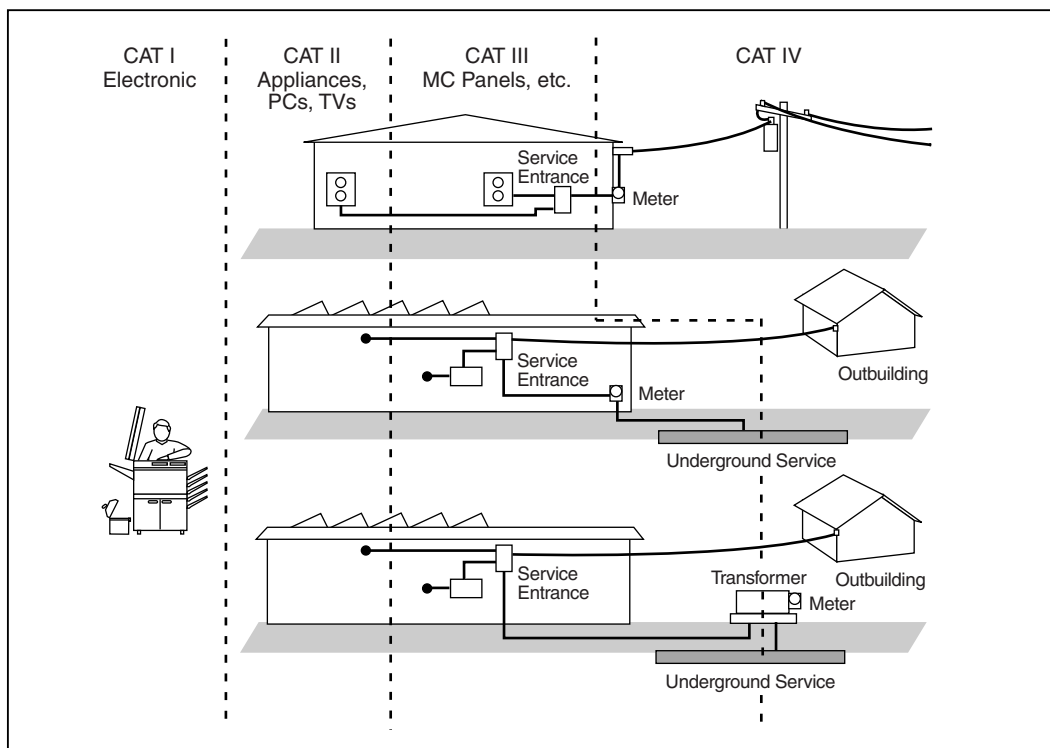 CAT I
Electronic
CAT II
Appliances,
PCs, TVs
CAT III
MC Panels, etc.
CAT IV
Service
Entrance
Meter
Service
Entrance
Meter
Outbuilding
Underground Service
Service
Entrance
Transformer
Meter
Outbuilding
Underground Service